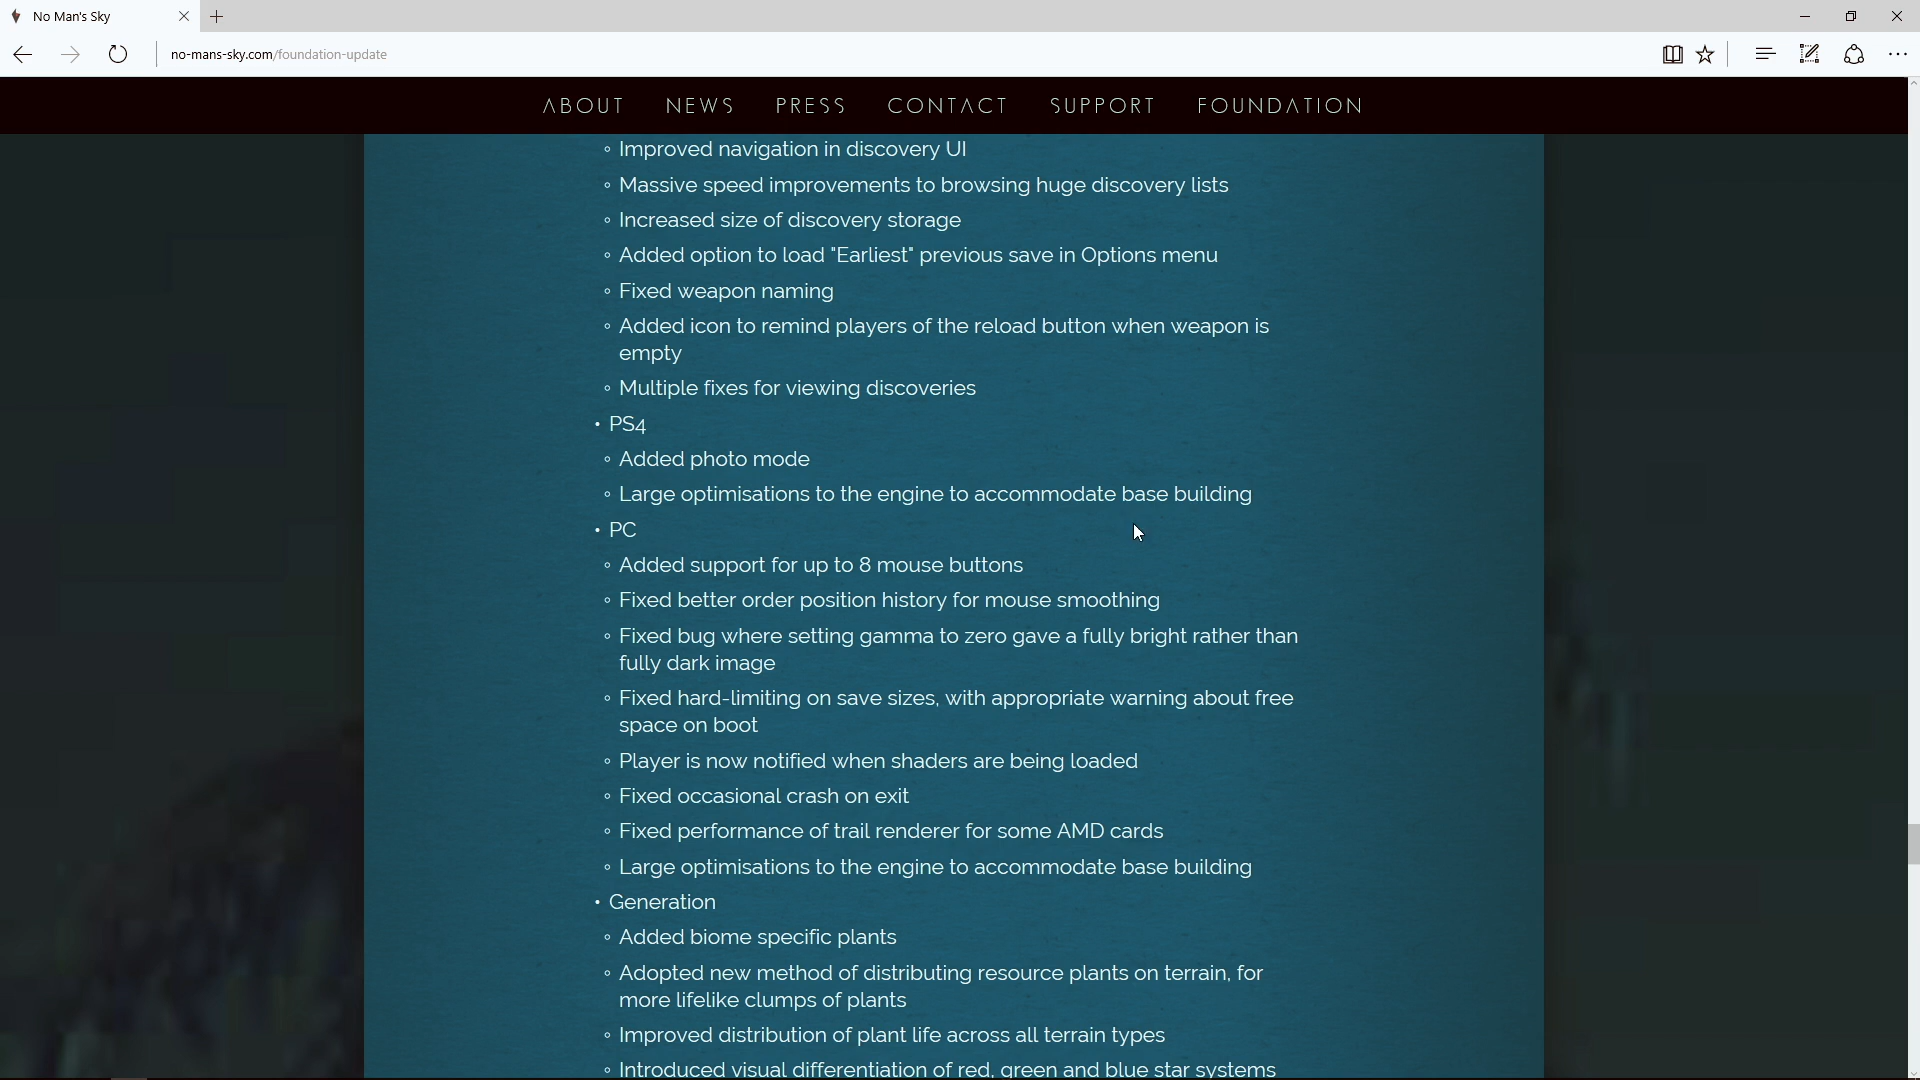 No Man's Sky
no-mans-sky.com/foundation-update
ABOUT NEWS PRESS CONTACT SUPPORT FOUNDATION
◦ Improved navigation in discovery UI
◦ Massive speed improvements to browsing huge discovery lists
◦ Increased size of discovery storage
◦ Added option to load "Earliest" previous save in Options menu
◦ Fixed weapon naming
◦ Added icon to remind players of the reload button when weapon is
empty
◦ Multiple fixes for viewing discoveries
• PS4
◦ Added photo mode
◦ Large optimisations to the engine to accommodate base building
• PC
◦ Added support for up to 8 mouse buttons
◦ Fixed better order position history for mouse smoothing
◦ Fixed bug where setting gamma to zero gave a fully bright rather than
fully dark image
◦ Fixed hard-limiting on save sizes, with appropriate warning about free
space on boot
◦ Player is now notified when shaders are being loaded
◦ Fixed occasional crash on exit
◦ Fixed performance of trail renderer for some AMD cards
◦ Large optimisations to the engine to accommodate base building
• Generation
◦ Added biome specific plants
◦ Adopted new method of distributing resource plants on terrain, for
more lifelike clumps of plants
◦ Improved distribution of plant life across all terrain types
◦ Introduced visual differentiation of red, green and blue star systems